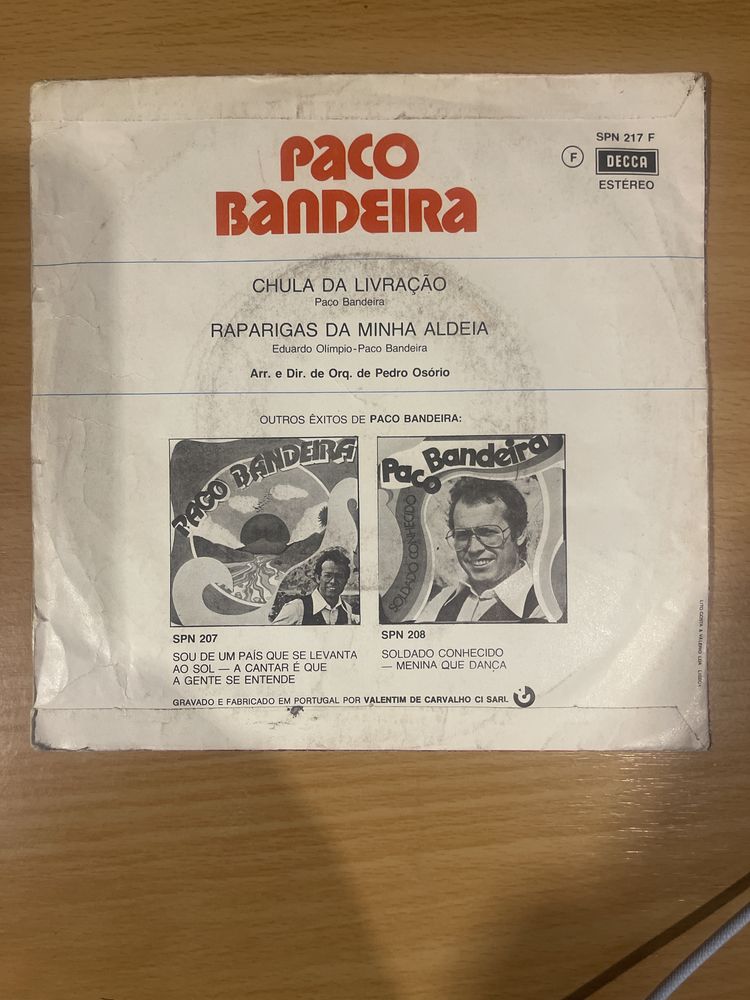 PACO
BANDEIRA
SPN 217 F
F
DECCA
ESTÉREO
CHULA DA LIVRAÇÃO
Paco Bandeira
RAPARIGAS DA MINHA ALDEIA
Eduardo Olímpio-Paco Bandeira
Arr. e Dir. de Orq. de Pedro Osório
OUTROS ÊXITOS DE PACO BANDEIRA:
PACO BANDEIRA
Paco Bandeira
SOLDADO CONHECIDO
SPN 207
SOU DE UM PAÍS QUE SE LEVANTA
AO SOL — A CANTAR É QUE
A GENTE SE ENTENDE
SPN 208
SOLDADO CONHECIDO
— MENINA QUE DANÇA
GRAVADO E FABRICADO EM PORTUGAL POR VALENTIM DE CARVALHO CI SARL